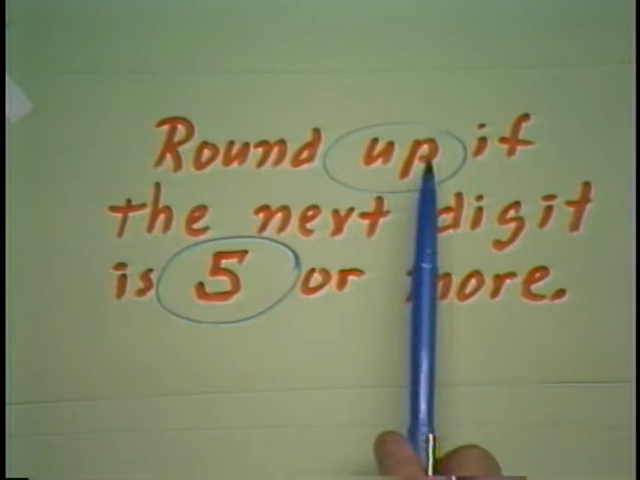 Round up if
the next digit
is 5 or more.